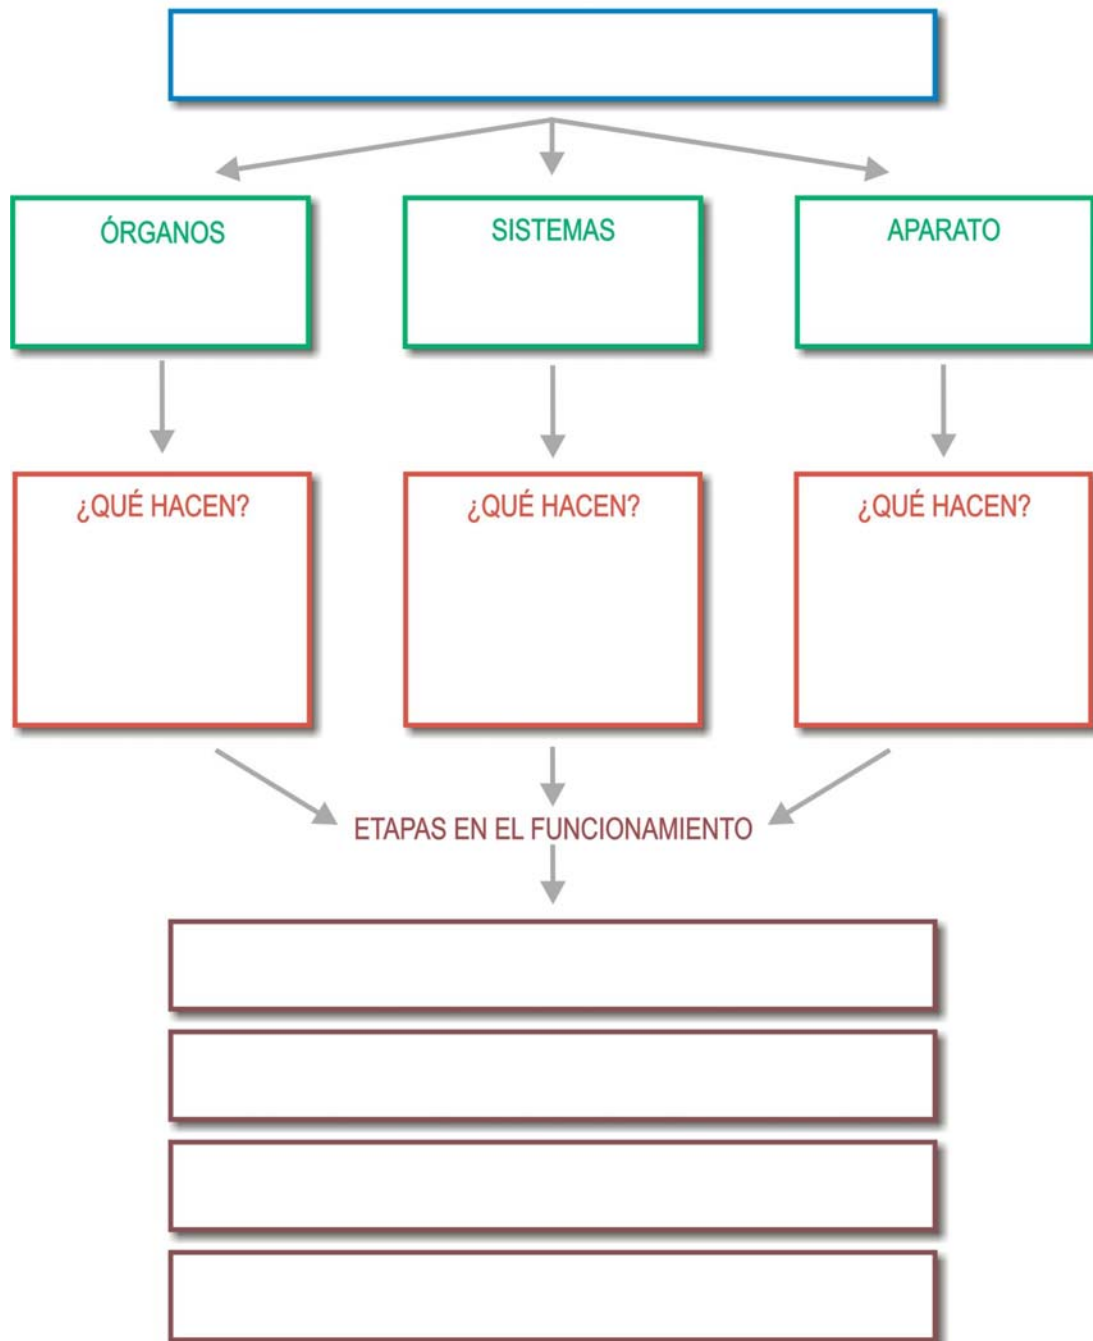 ÓRGANOS
SISTEMAS
APARATO
¿QUÉ HACEN?
¿QUÉ HACEN?
¿QUÉ HACEN?
ETAPAS EN EL FUNCIONAMIENTO